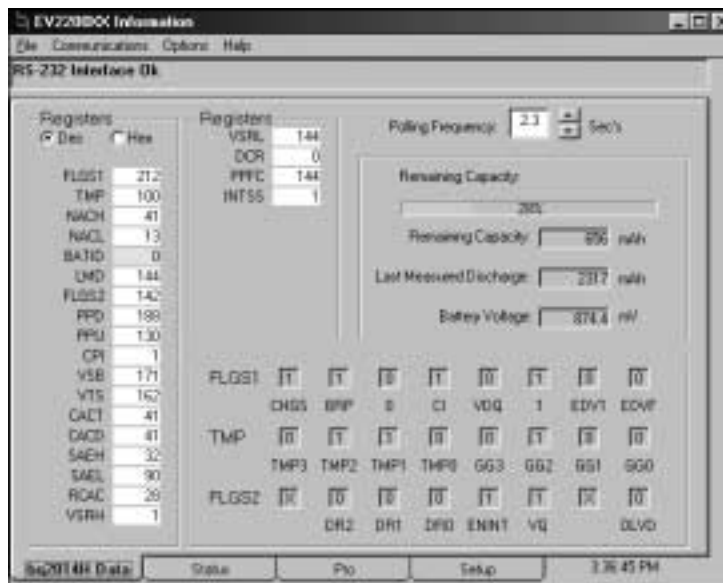 EV2200XX Information
File Communications Options Help
RS-232 Interface Ok
Registers
Dec Hex
FLGS1 212
TMP 100
NACH 41
NACL 13
BATID 0
LMD 144
FLGS2 142
PPD 188
PPU 130
CPI 1
VSB 171
VTS 162
CACT 41
CACD 41
SAEH 32
SAEL 90
RCAC 28
VSRH 1
Registers
VSRL 144
DCR 0
PPFC 144
INTSS 1
Polling Frequency: 2.3 Sec's
Remaining Capacity:
28%
Remaining Capacity: 656 mAh
Last Measured Discharge: 2317 mAh
Battery Voltage: 874.4 mV
FLGS1 1 1 0 1 0 1 0 0
CHGS BRP 0 CI VDQ 1 EDV1 EDVF
TMP 0 1 1 0 0 1 0 0
TMP3 TMP2 TMP1 TMP0 GG3 GG2 GG1 GG0
FLGS2 X 0 0 0 1 1 X 0
DR2 DR1 DR0 ENINT VQ OLVD
bq2014H Data Status Pro Setup 3:36:45 PM